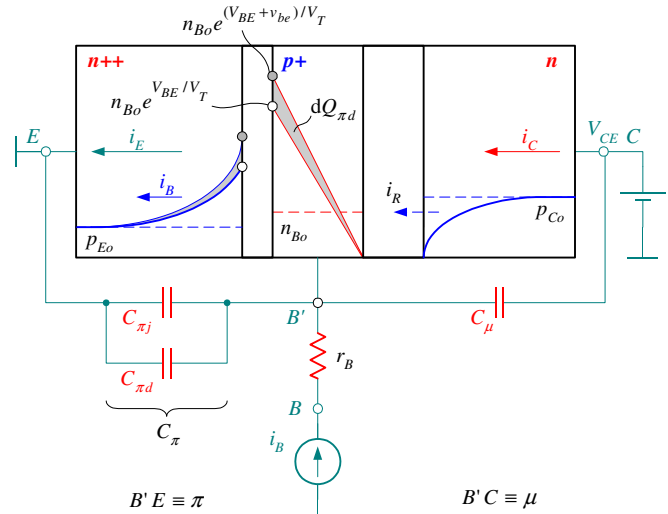 n_{Bo} e^{(V_{BE}+v_{be})/V_T}
n++
p+
n
n_{Bo} e^{V_{BE}/V_T}
dQ_{πd}
E
i_E
i_C
V_{CE} C
i_B
i_R
p_{Eo}
n_{Bo}
p_{Co}
C_{πj}
B'
C_μ
C_{πd}
r_B
B
C_π
i_B
B' E ≡ π
B' C ≡ μ